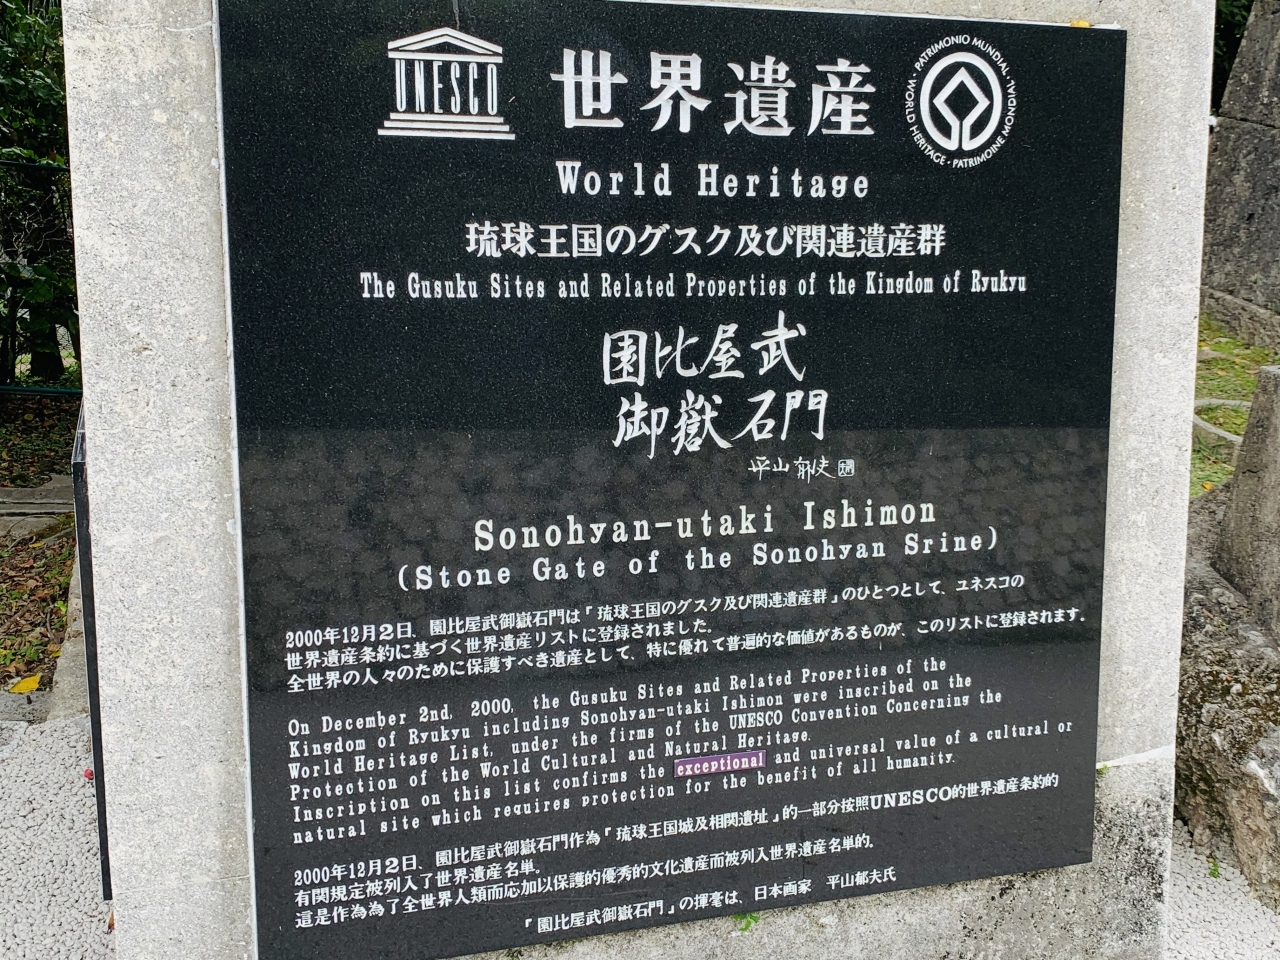 UNESCO
世界遺産
WORLD HERITAGE · PATRIMONIO MUNDIAL · PATRIMOINE MONDIAL
World Heritage
琉球王国のグスク及び関連遺産群
The Gusuku Sites and Related Properties of the Kingdom of Ryukyu
園比屋武
御嶽石門
平山郁夫
Sonohyan-utaki Ishimon
(Stone Gate of the Sonohyan Srine)
2000年12月2日、園比屋武御嶽石門は「琉球王国のグスク及び関連遺産群」のひとつとして、ユネスコの
世界遺産条約に基づく世界遺産リストに登録されました。
全世界の人々のために保護すべき遺産として、特に優れて普遍的な価値があるものが、このリストに登録されます。
On December 2nd, 2000, the Gusuku Sites and Related Properties of the
Kingdom of Ryukyu including Sonohyan-utaki Ishimon were inscribed on the
World Heritage List, under the firms of the UNESCO Convention Concerning the
Protection of the World Cultural and Natural Heritage.
Inscription on this list confirms the exceptional and universal value of a cultural or
natural site which requires protection for the benefit of all humanity.
2000年12月2日、園比屋武御嶽石門作為「琉球王国城及相関遺址」的一部分按照UNESCO的世界遺産条約的
有関規定被列入了世界遺産名単。
這是作為為了全世界人類而応加以保護的優秀的文化遺産而被列入世界遺産名単的。
「園比屋武御嶽石門」の揮毫は、日本画家 平山郁夫氏